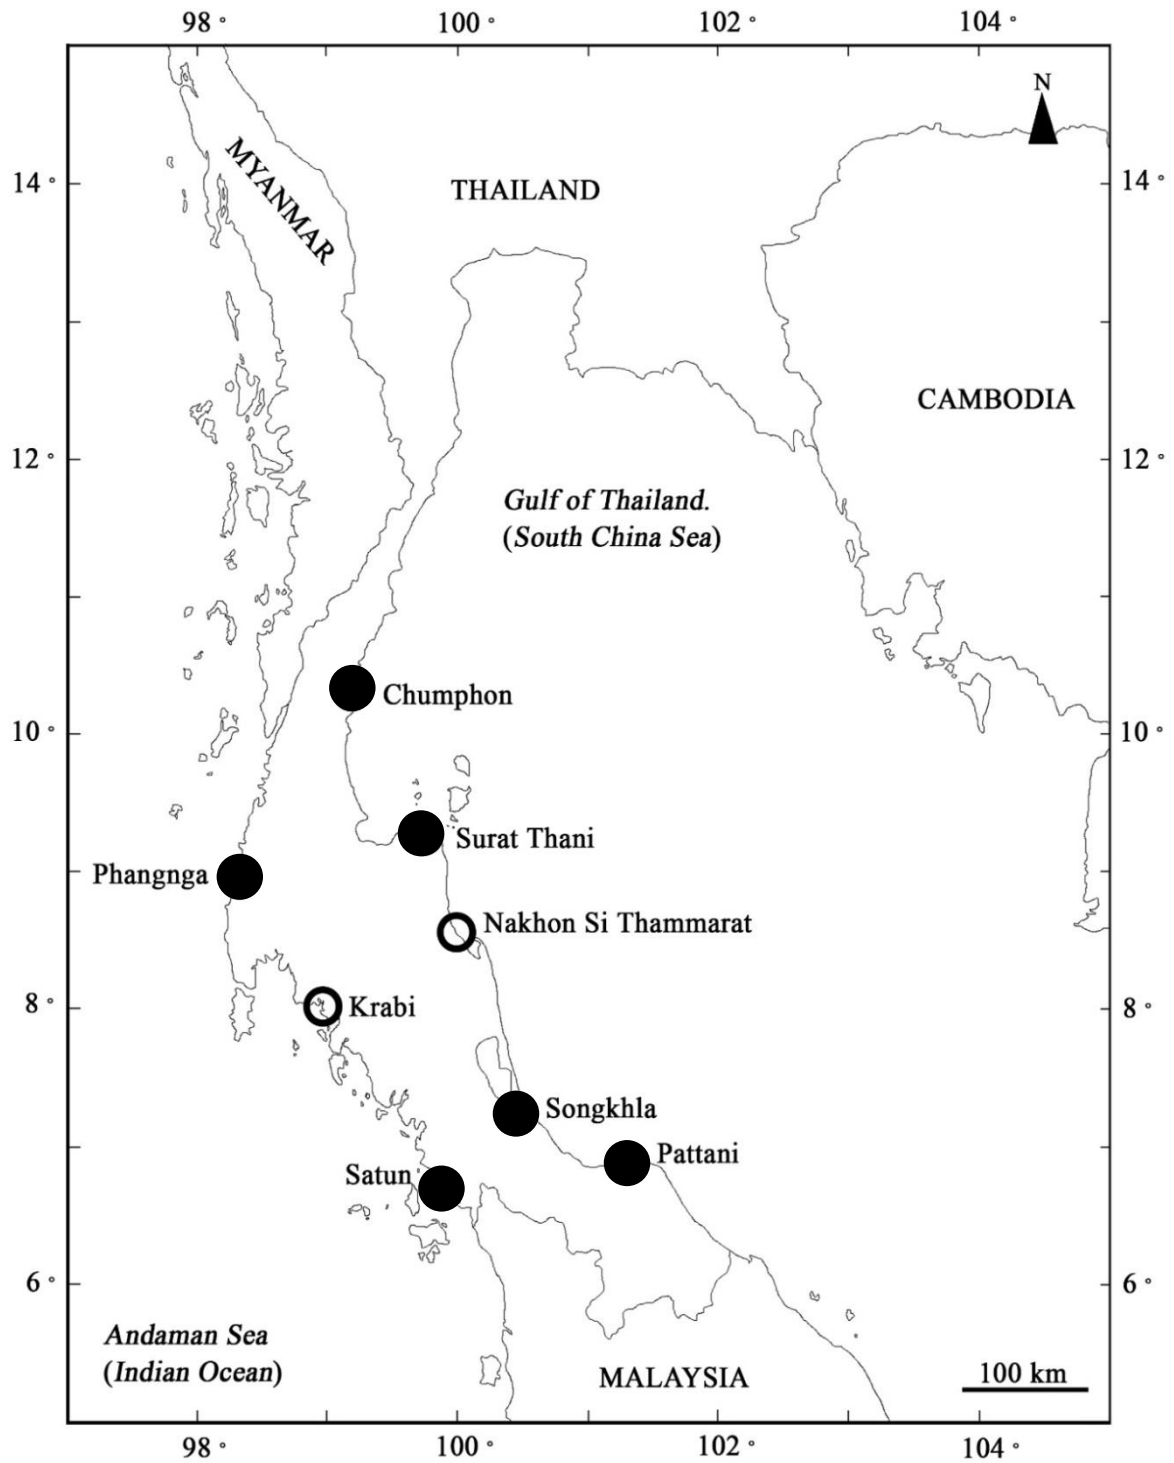 98 ° 100 ° 102 ° 104 °
N
14 ° THAILAND 14 °
MYANMAR
CAMBODIA
12 ° 12 °
Gulf of Thailand.
(South China Sea)
Chumphon
10 ° 10 °
Surat Thani
Phangnga
Nakhon Si Thammarat
8 ° Krabi 8 °
Songkhla
Pattani
Satun
6 ° 6 °
Andaman Sea
(Indian Ocean)
MALAYSIA
100 km
98 ° 100 ° 102 ° 104 °